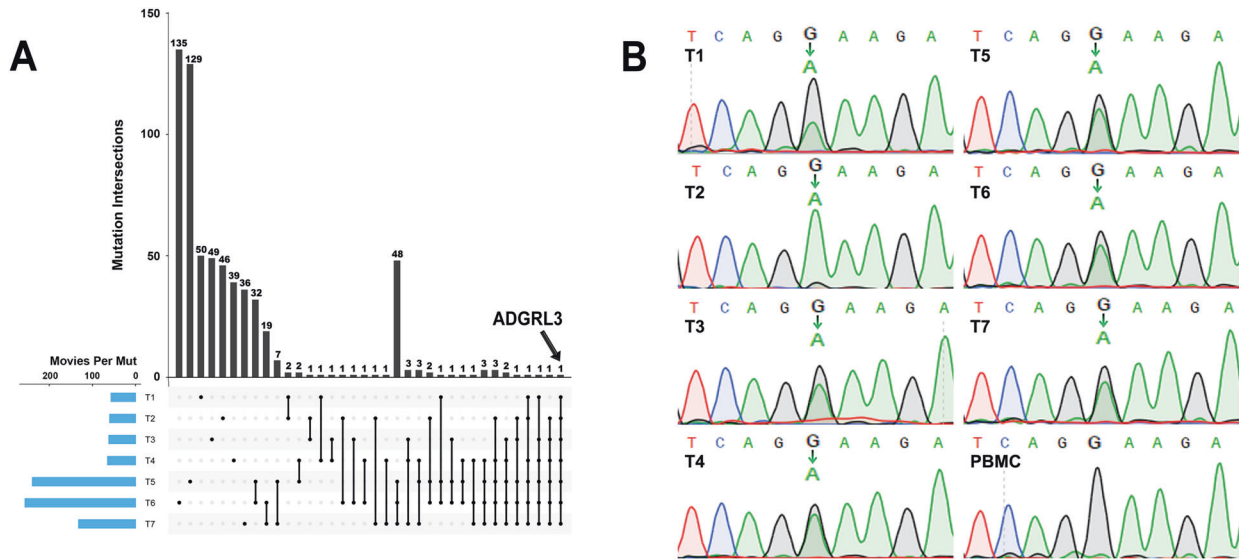 A
150
100
50
0
Mutation Intersections
135
129
50
49
46
39
36
32
19
7
2 2 1 1 1 1 1 1 1 1
48
3 3 2 1 1 1 1 3 3 2 1 1 1 1 1
ADGRL3
Movies Per Mut
200 100 0
T1
T2
T3
T4
T5
T6
T7
B
T C A G G A A G A
T1
A
T C A G G A A G A
T5
A
T C A G G A A G A
T2
A
T C A G G A A G A
T6
A
T C A G G A A G A
T3
A
T C A G G A A G A
T7
A
T C A G G A A G A
T4
A
T C A G G A A G A
PBMC